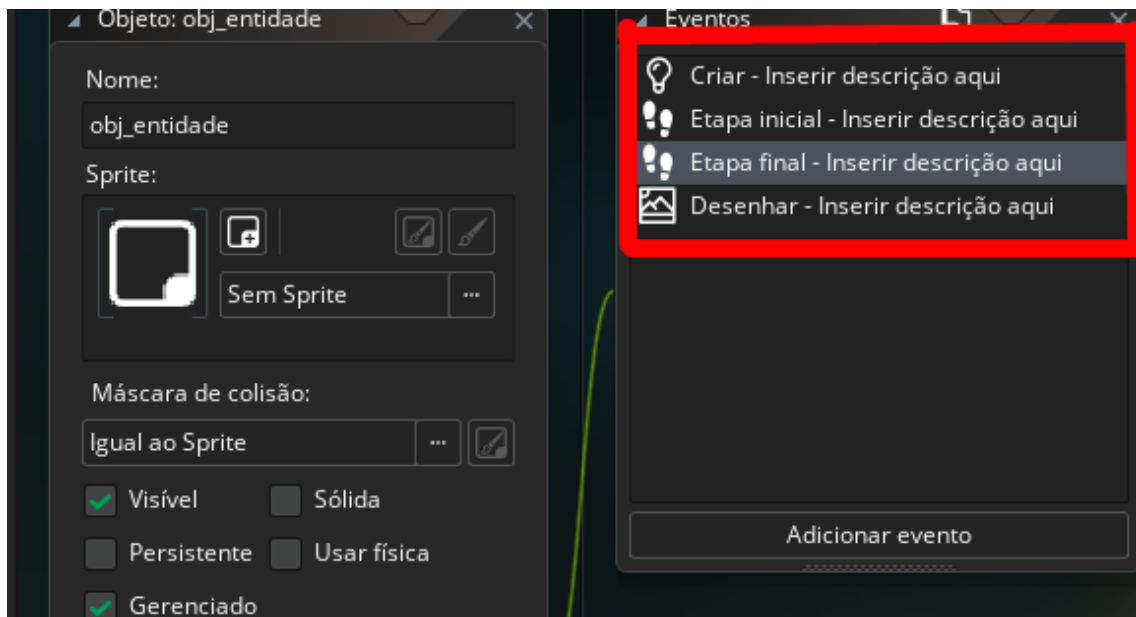 Objeto: obj_entidade
Nome:
obj_entidade
Sprite:
Sem Sprite
...
Máscara de colisão:
Igual ao Sprite
...
Visível
Sólida
Persistente
Usar física
Gerenciado
Eventos
Criar - Inserir descrição aqui
Etapa inicial - Inserir descrição aqui
Etapa final - Inserir descrição aqui
Desenhar - Inserir descrição aqui
Adicionar evento